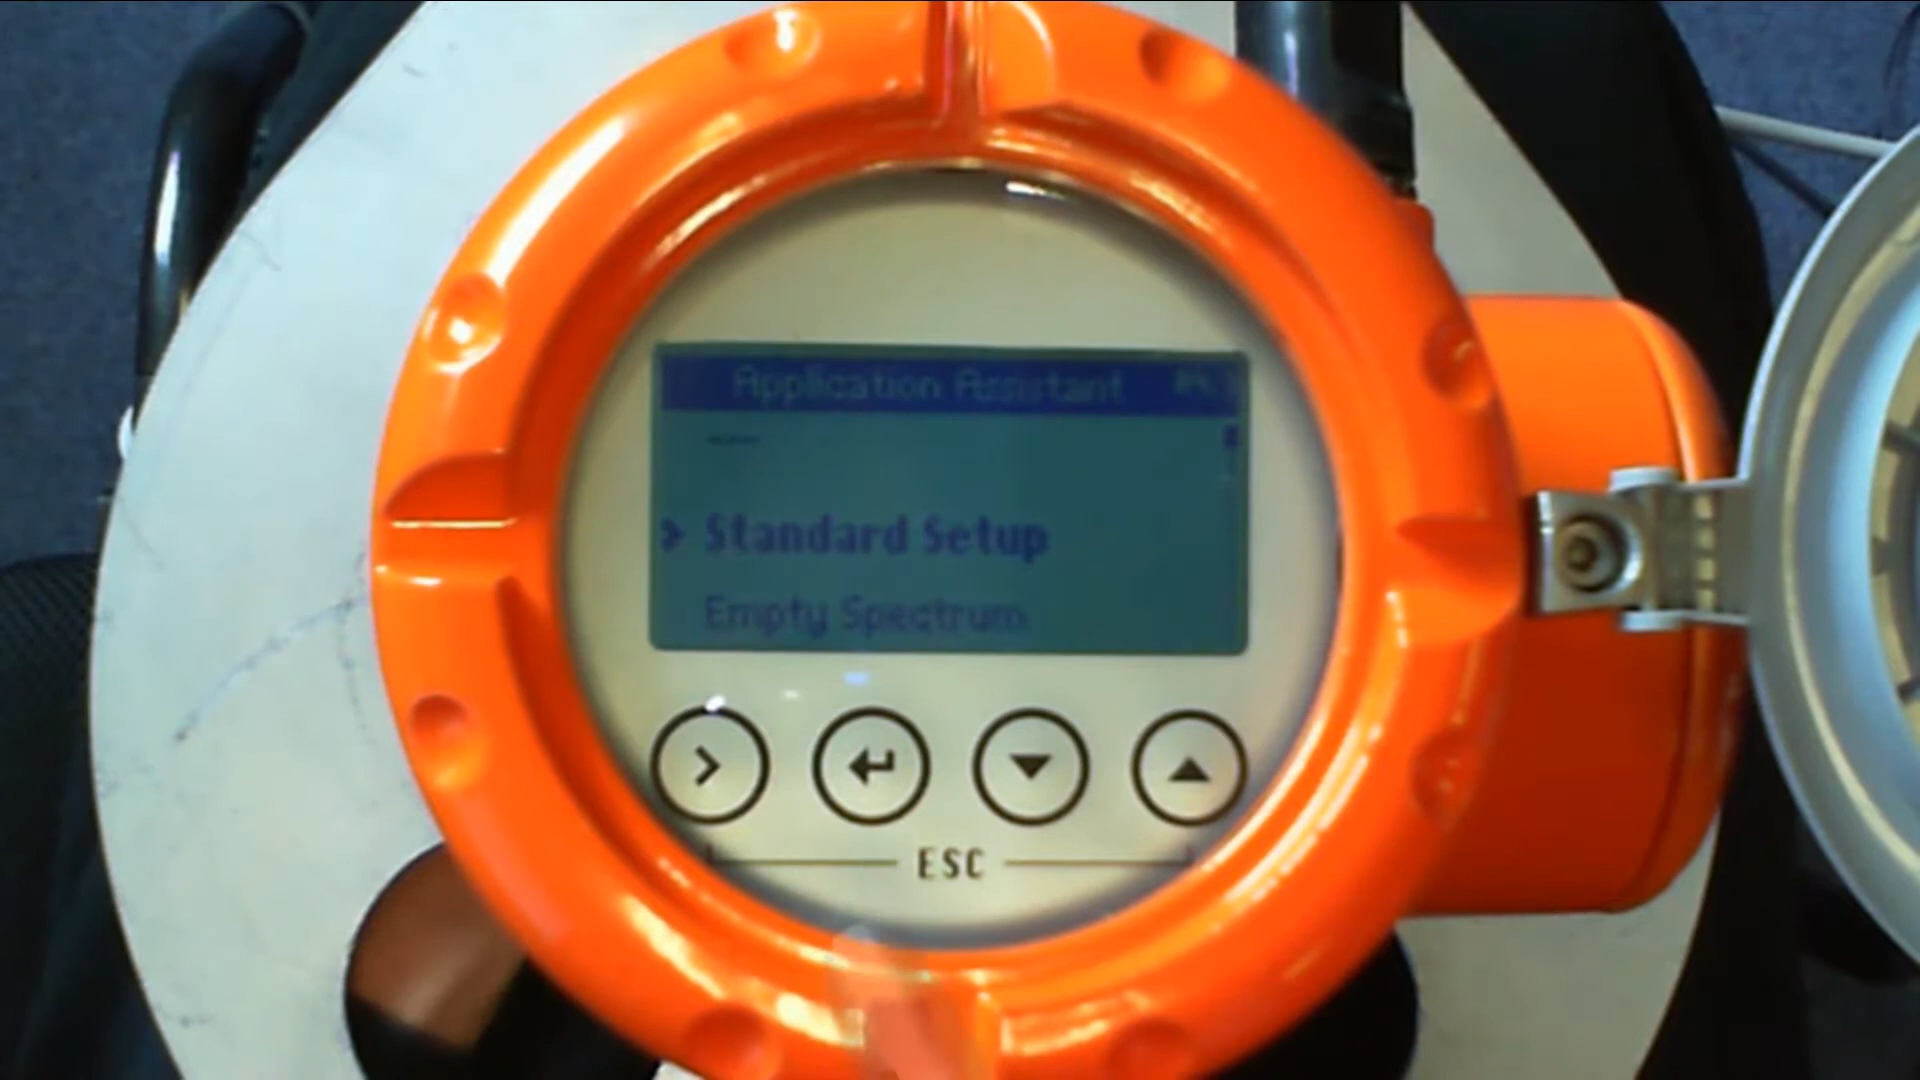 Application Assistant
----
> Standard Setup
Empty Spectrum
ESC